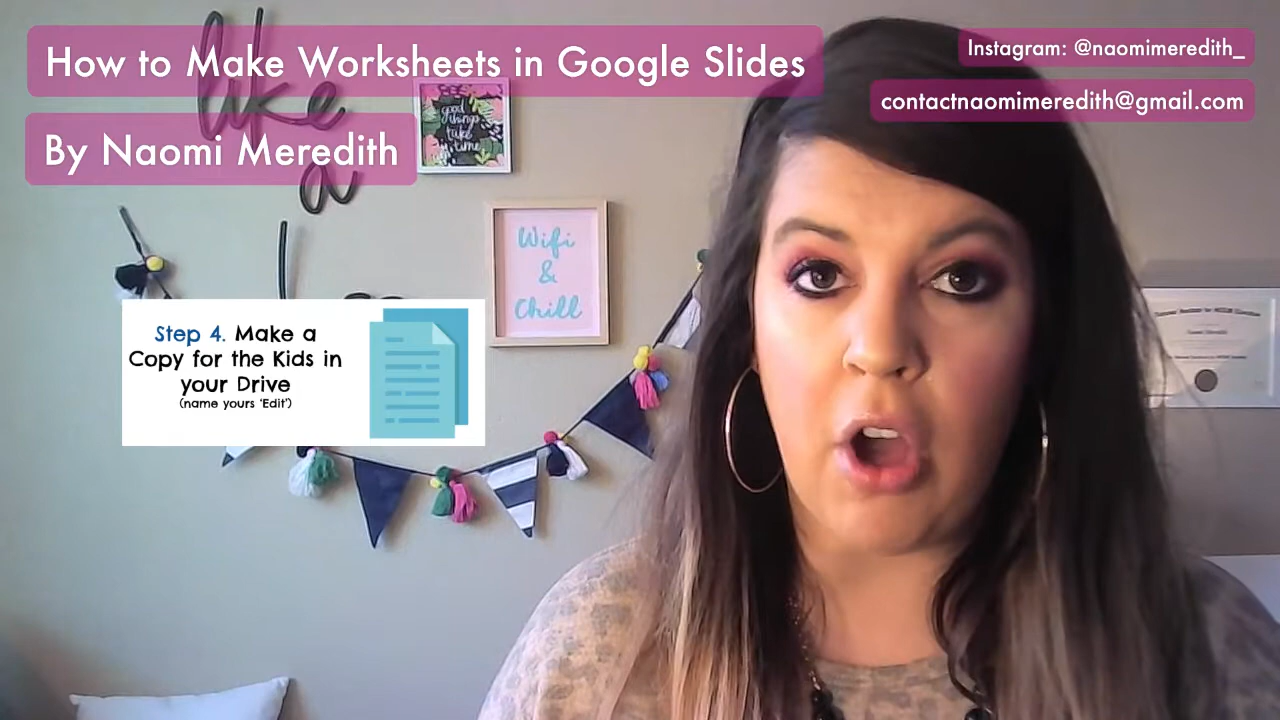 How to Make Worksheets in Google Slides
By Naomi Meredith
Instagram: @naomimeredith_
contactnaomimeredith@gmail.com
like
a
good
things
take
time
Wifi
&
Chill
Step 4. Make a
Copy for the Kids in
your Drive
(name yours 'Edit')